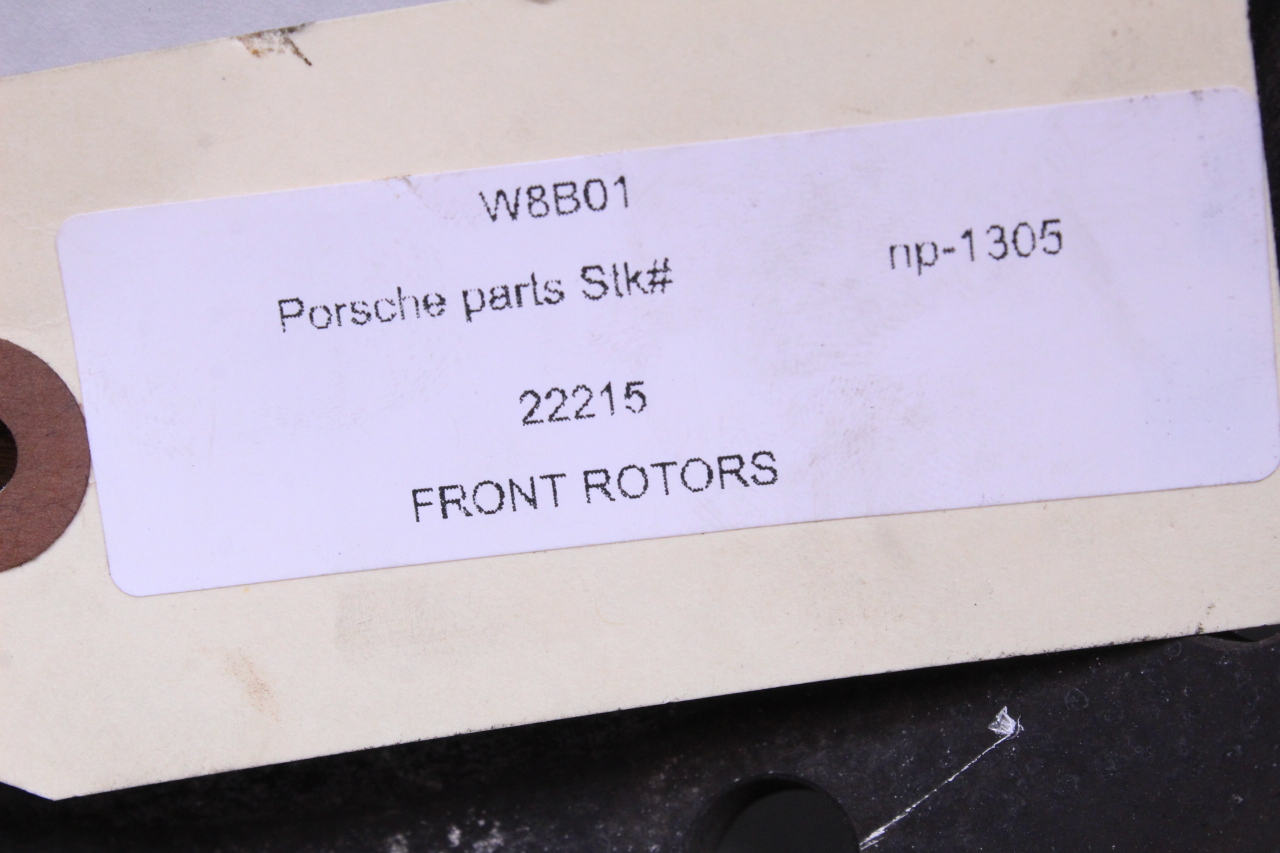 W8B01
Porsche parts Stk# np-1305
22215
FRONT ROTORS